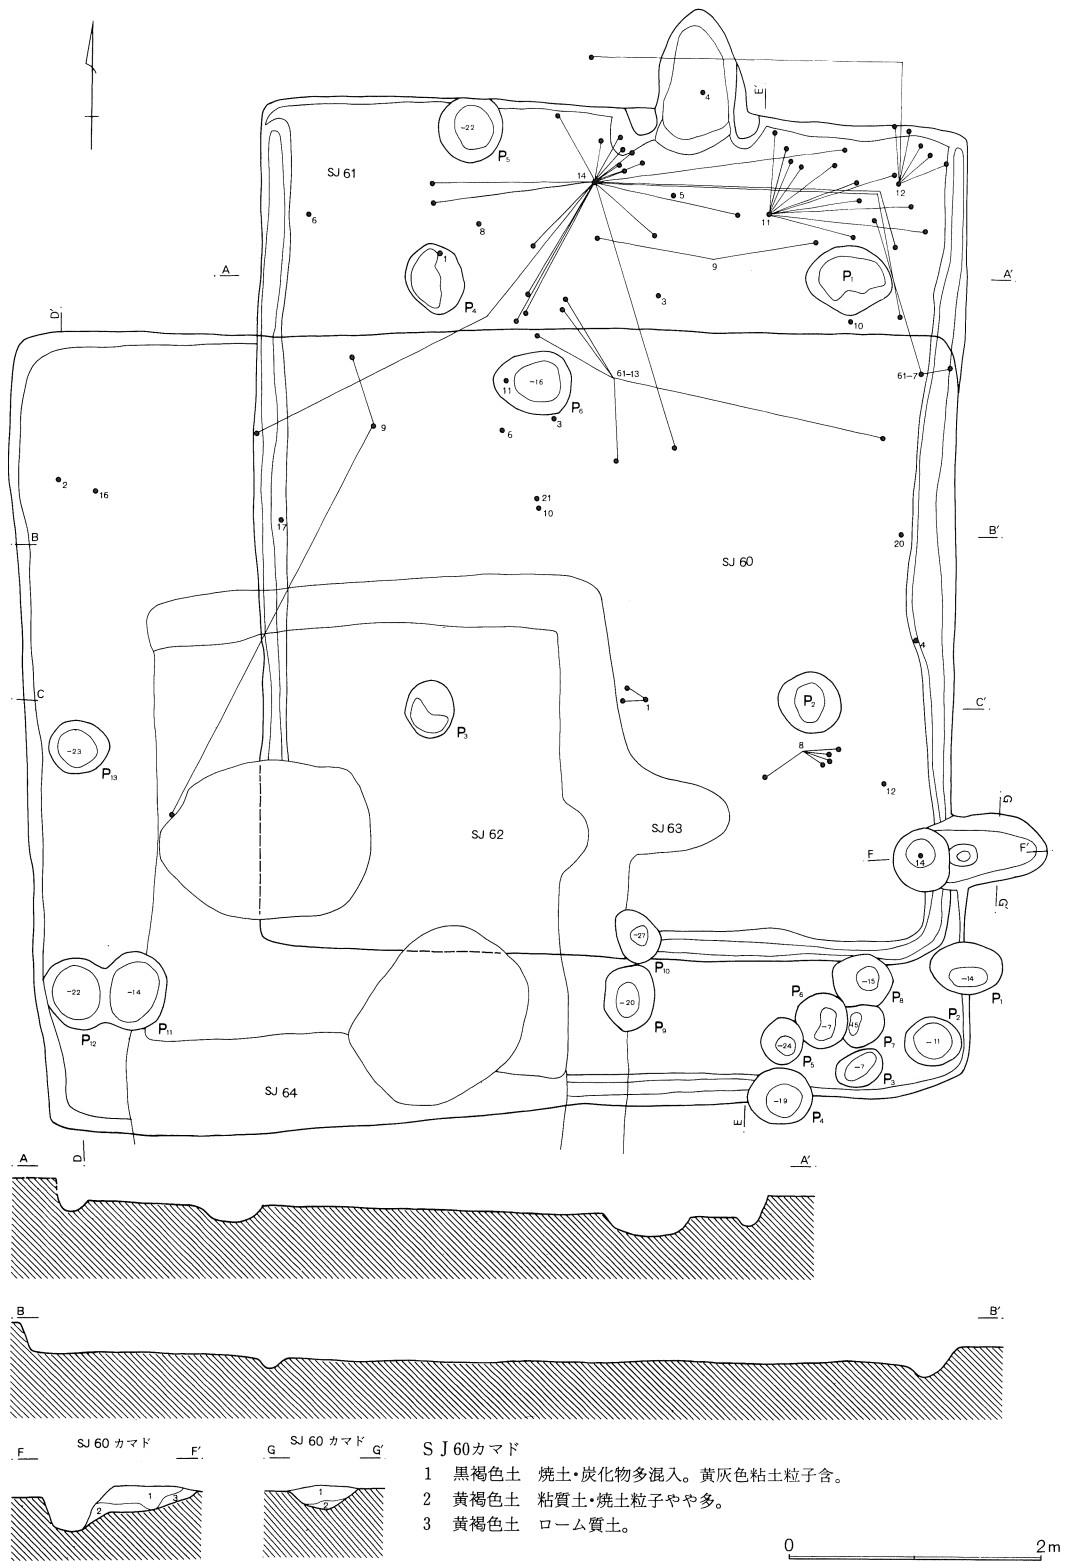 E'
4
-22
P5
SJ 61
14
5
12
6
8
11
9
A
1
P4
P1
A'
3
10
D'
61-13
61-7
11
-16
P6
3
9
6
2
16
21
10
17
B
20
B'
SJ 60
4
C
P3
1
P2
C'
8
-23
P13
12
G
SJ 62
SJ 63
F
14
F'
G'
-27
P10
-22
-14
P12
P11
-20
P9
-15
P8
-14
P1
P6
-7
-15
P7
P2
-11
-24
P5
-7
P3
SJ 64
-19
P4
E
D
A
A'
B
B'
F
SJ 60 カマド
F'
G
SJ 60 カマド
G'
1
2
3
1
2
SJ60カマド
1 黒褐色土 焼土・炭化物多混入。黄灰色粘土粒子含。
2 黄褐色土 粘質土・焼土粒子やや多。
3 黄褐色土 ローム質土。
0
2m